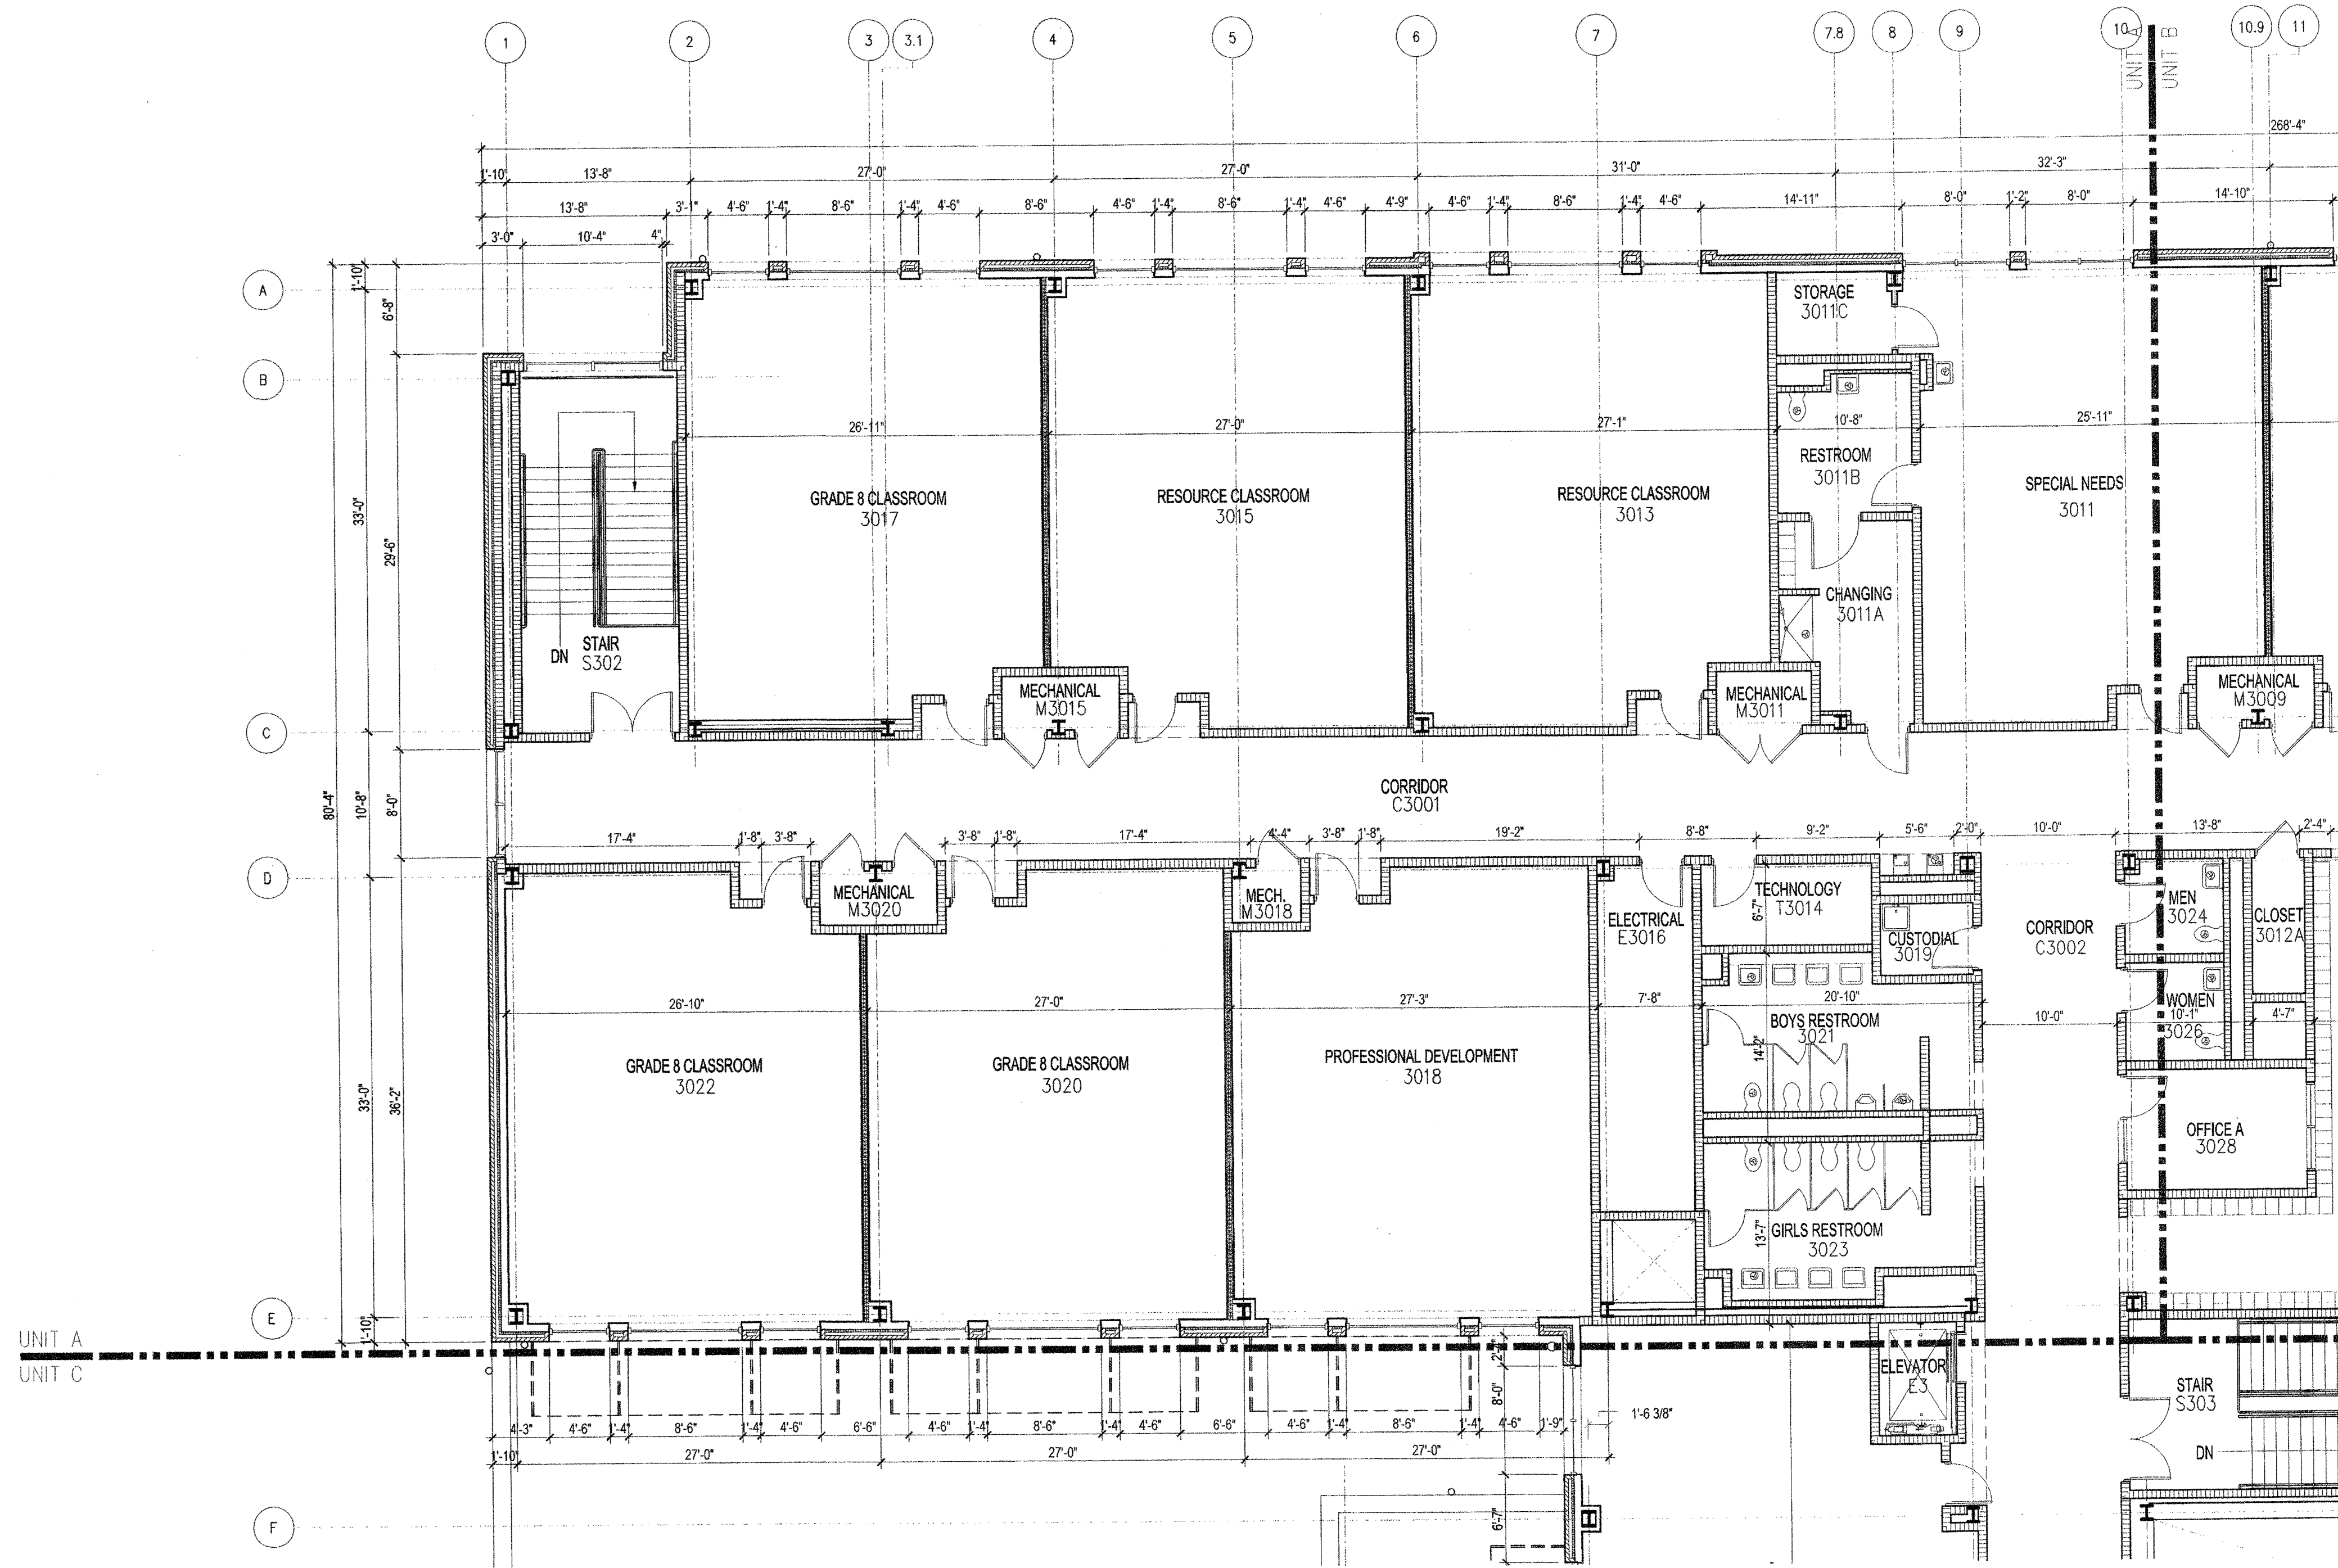 1 2 3 3.1 4 5 6 7 7.8 8 9 10 10.9 11
UNIT A
UNIT B
268'-4"
1'-10" 13'-8" 27'-0" 27'-0" 31'-0" 32'-3"
13'-8" 3'-1" 4'-6" 1'-4" 8'-6" 1'-4" 4'-6" 8'-6" 4'-6" 1'-4" 8'-6" 1'-4" 4'-6" 4'-9" 4'-6" 1'-4" 8'-6" 1'-4" 4'-6" 14'-11" 8'-0" 1'-2" 8'-0" 14'-10"
3'-0" 10'-4" 4"
A
B
C
D
E
F
1'-10"
6'-8"
33'-0"
29'-6"
80'-4"
10'-8"
8'-0"
33'-0"
36'-2"
1'-10"
STORAGE
3011C
26'-11" 27'-0" 27'-1" 10'-8" 25'-11"
RESTROOM
3011B
GRADE 8 CLASSROOM
3017
RESOURCE CLASSROOM
3015
RESOURCE CLASSROOM
3013
SPECIAL NEEDS
3011
CHANGING
3011A
DN
STAIR
S302
MECHANICAL
M3015
MECHANICAL
M3011
MECHANICAL
M3009
CORRIDOR
C3001
17'-4" 1'-8" 3'-8" 3'-8" 1'-8" 17'-4" 4'-4" 3'-8" 1'-8" 19'-2" 8'-8" 9'-2" 5'-6" 2'-0" 10'-0" 13'-8" 2'-4"
MECHANICAL
M3020
MECH.
M3018
ELECTRICAL
E3016
TECHNOLOGY
T3014
6'-7"
CUSTODIAL
3019
CORRIDOR
C3002
MEN
3024
CLOSET
3012A
26'-10" 27'-0" 27'-3" 7'-8" 20'-10" 10'-0" 10'-1" 4'-7"
WOMEN
3026
BOYS RESTROOM
3021
14'-2"
GRADE 8 CLASSROOM
3022
GRADE 8 CLASSROOM
3020
PROFESSIONAL DEVELOPMENT
3018
OFFICE A
3028
GIRLS RESTROOM
3023
13'-7"
UNIT A
UNIT C
2'-4"
8'-0"
6'-7"
ELEVATOR
E3
STAIR
S303
DN
4'-3" 4'-6" 1'-4" 8'-6" 1'-4" 4'-6" 6'-6" 4'-6" 1'-4" 8'-6" 1'-4" 4'-6" 6'-6" 4'-6" 1'-4" 8'-6" 1'-4" 4'-6" 1'-9" 1'-6 3/8"
1'-10" 27'-0" 27'-0" 27'-0"